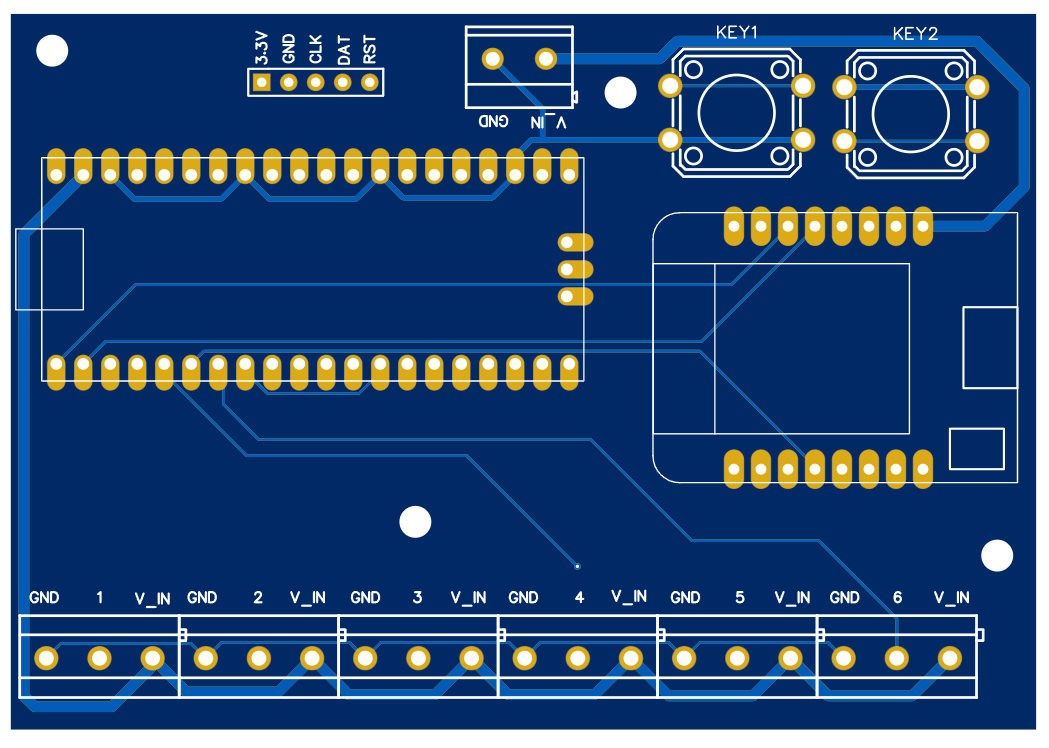 3.3V
GND
CLK
DAT
RST
GND
V_IN
KEY1
KEY2
GND 1 V_IN GND 2 V_IN GND 3 V_IN GND 4 V_IN GND 5 V_IN GND 6 V_IN